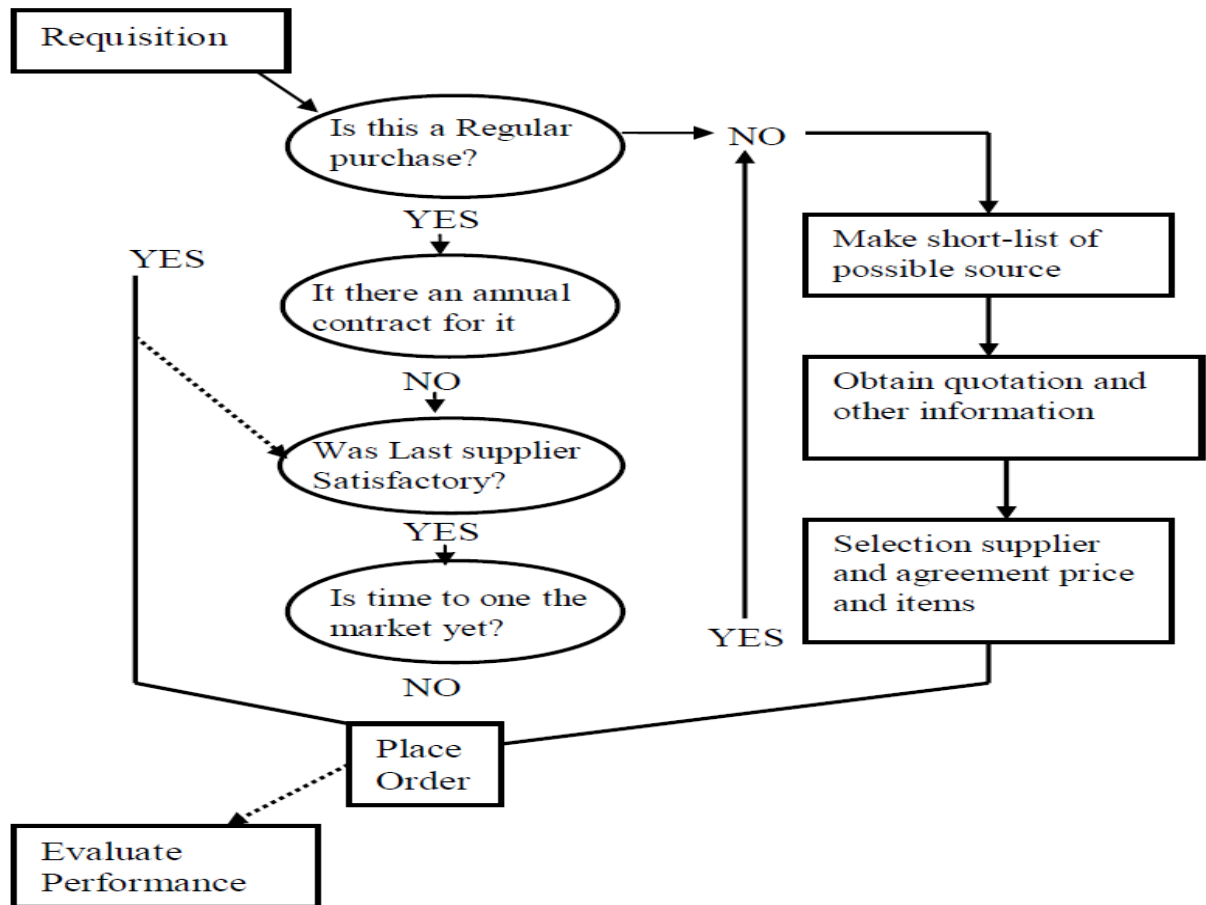 Requisition
Is this a Regular
purchase?
NO
YES
YES
Make short-list of
possible source
It there an annual
contract for it
NO
Obtain quotation and
other information
Was Last supplier
Satisfactory?
YES
Selection supplier
and agreement price
and items
Is time to one the
market yet?
YES
NO
Place
Order
Evaluate
Performance